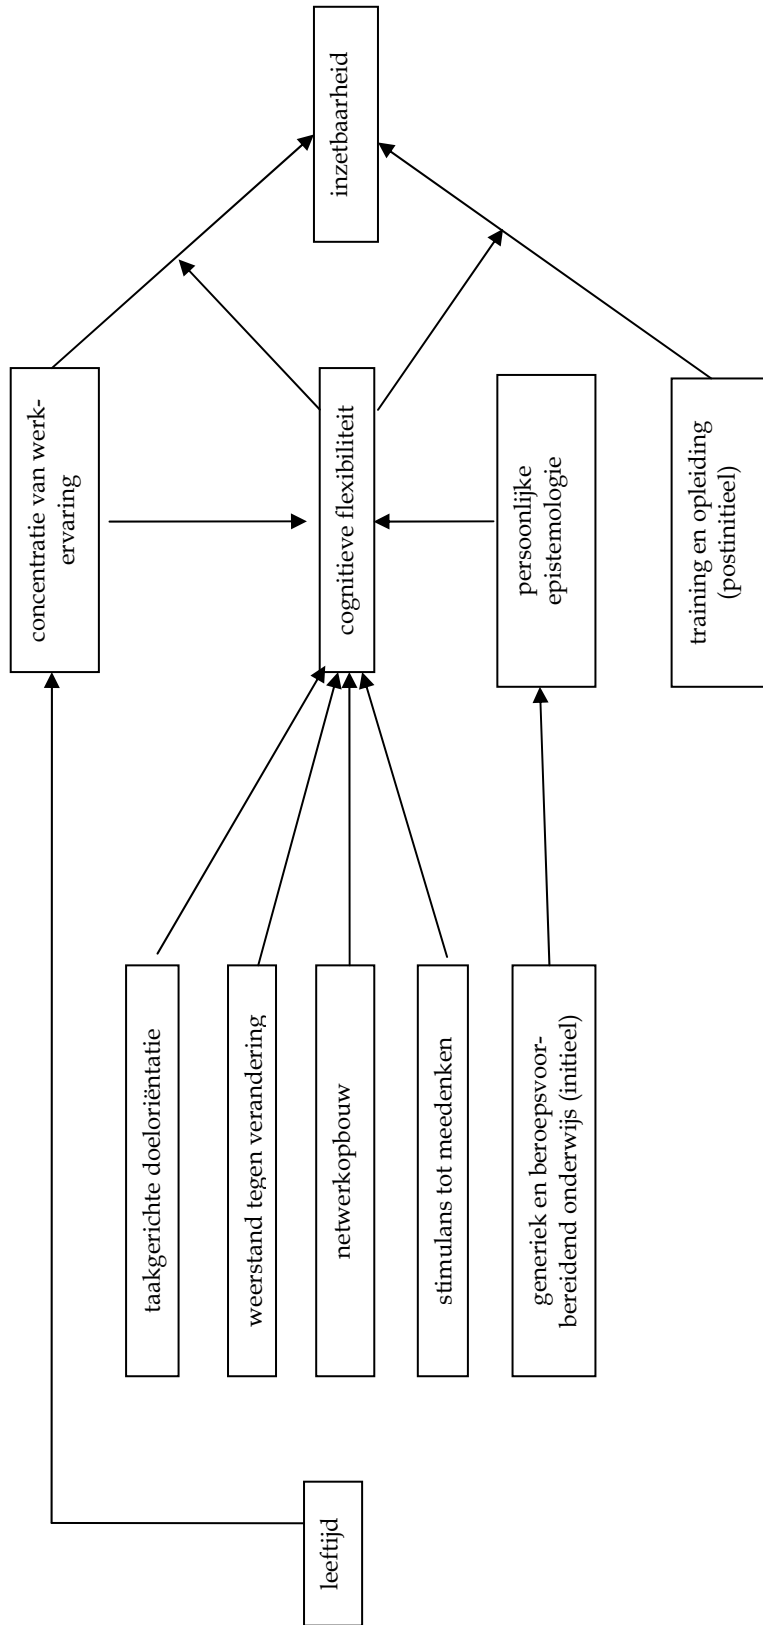 leeftijd
taakgerichte doeloriëntatie
weerstand tegen verandering
netwerkopbouw
stimulans tot meedenken
generiek en beroepsvoor-
bereidend onderwijs (initieel)
concentratie van werk-
ervaring
cognitieve flexibiliteit
persoonlijke
epistemologie
training en opleiding
(postinitieel)
inzetbaarheid